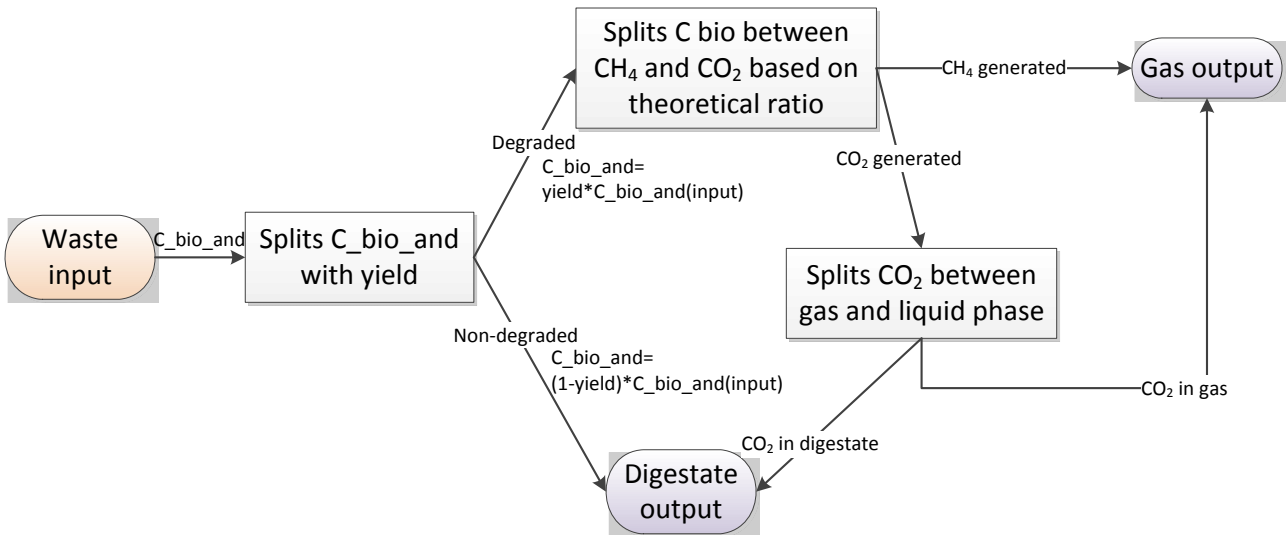 Splits C bio between
CH₄ and CO₂ based on
theoretical ratio
CH₄ generated
Gas output
Degraded
C_bio_and=
yield*C_bio_and(input)
CO₂ generated
Waste
input
C_bio_and
Splits C_bio_and
with yield
Splits CO₂ between
gas and liquid phase
Non-degraded
C_bio_and=
(1-yield)*C_bio_and(input)
CO₂ in gas
CO₂ in digestate
Digestate
output